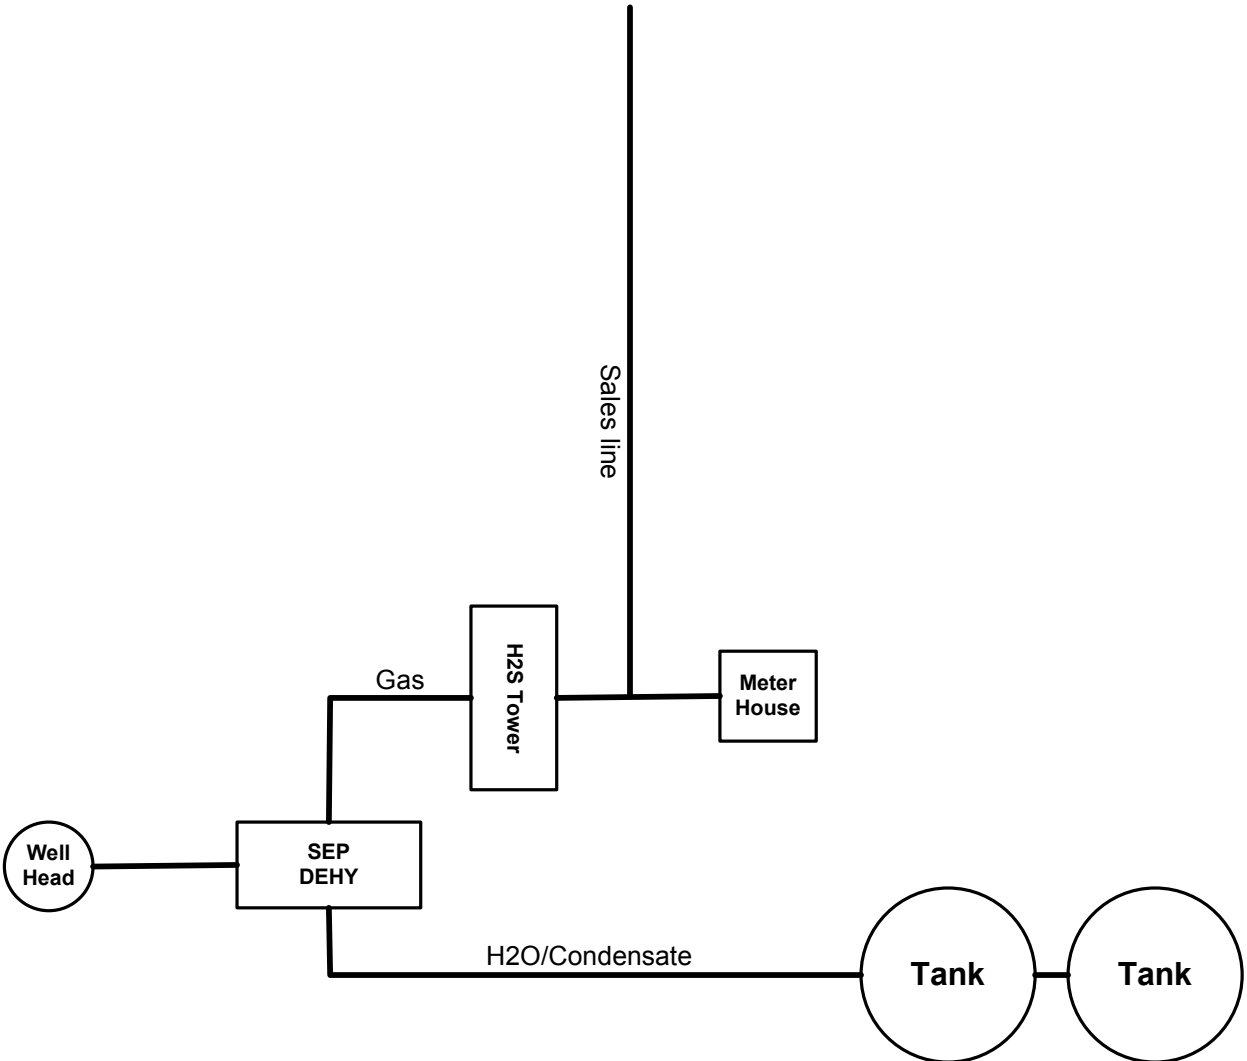 Sales line
Gas
H2S Tower
Meter
House
Well
Head
SEP
DEHY
H2O/Condensate
Tank
Tank